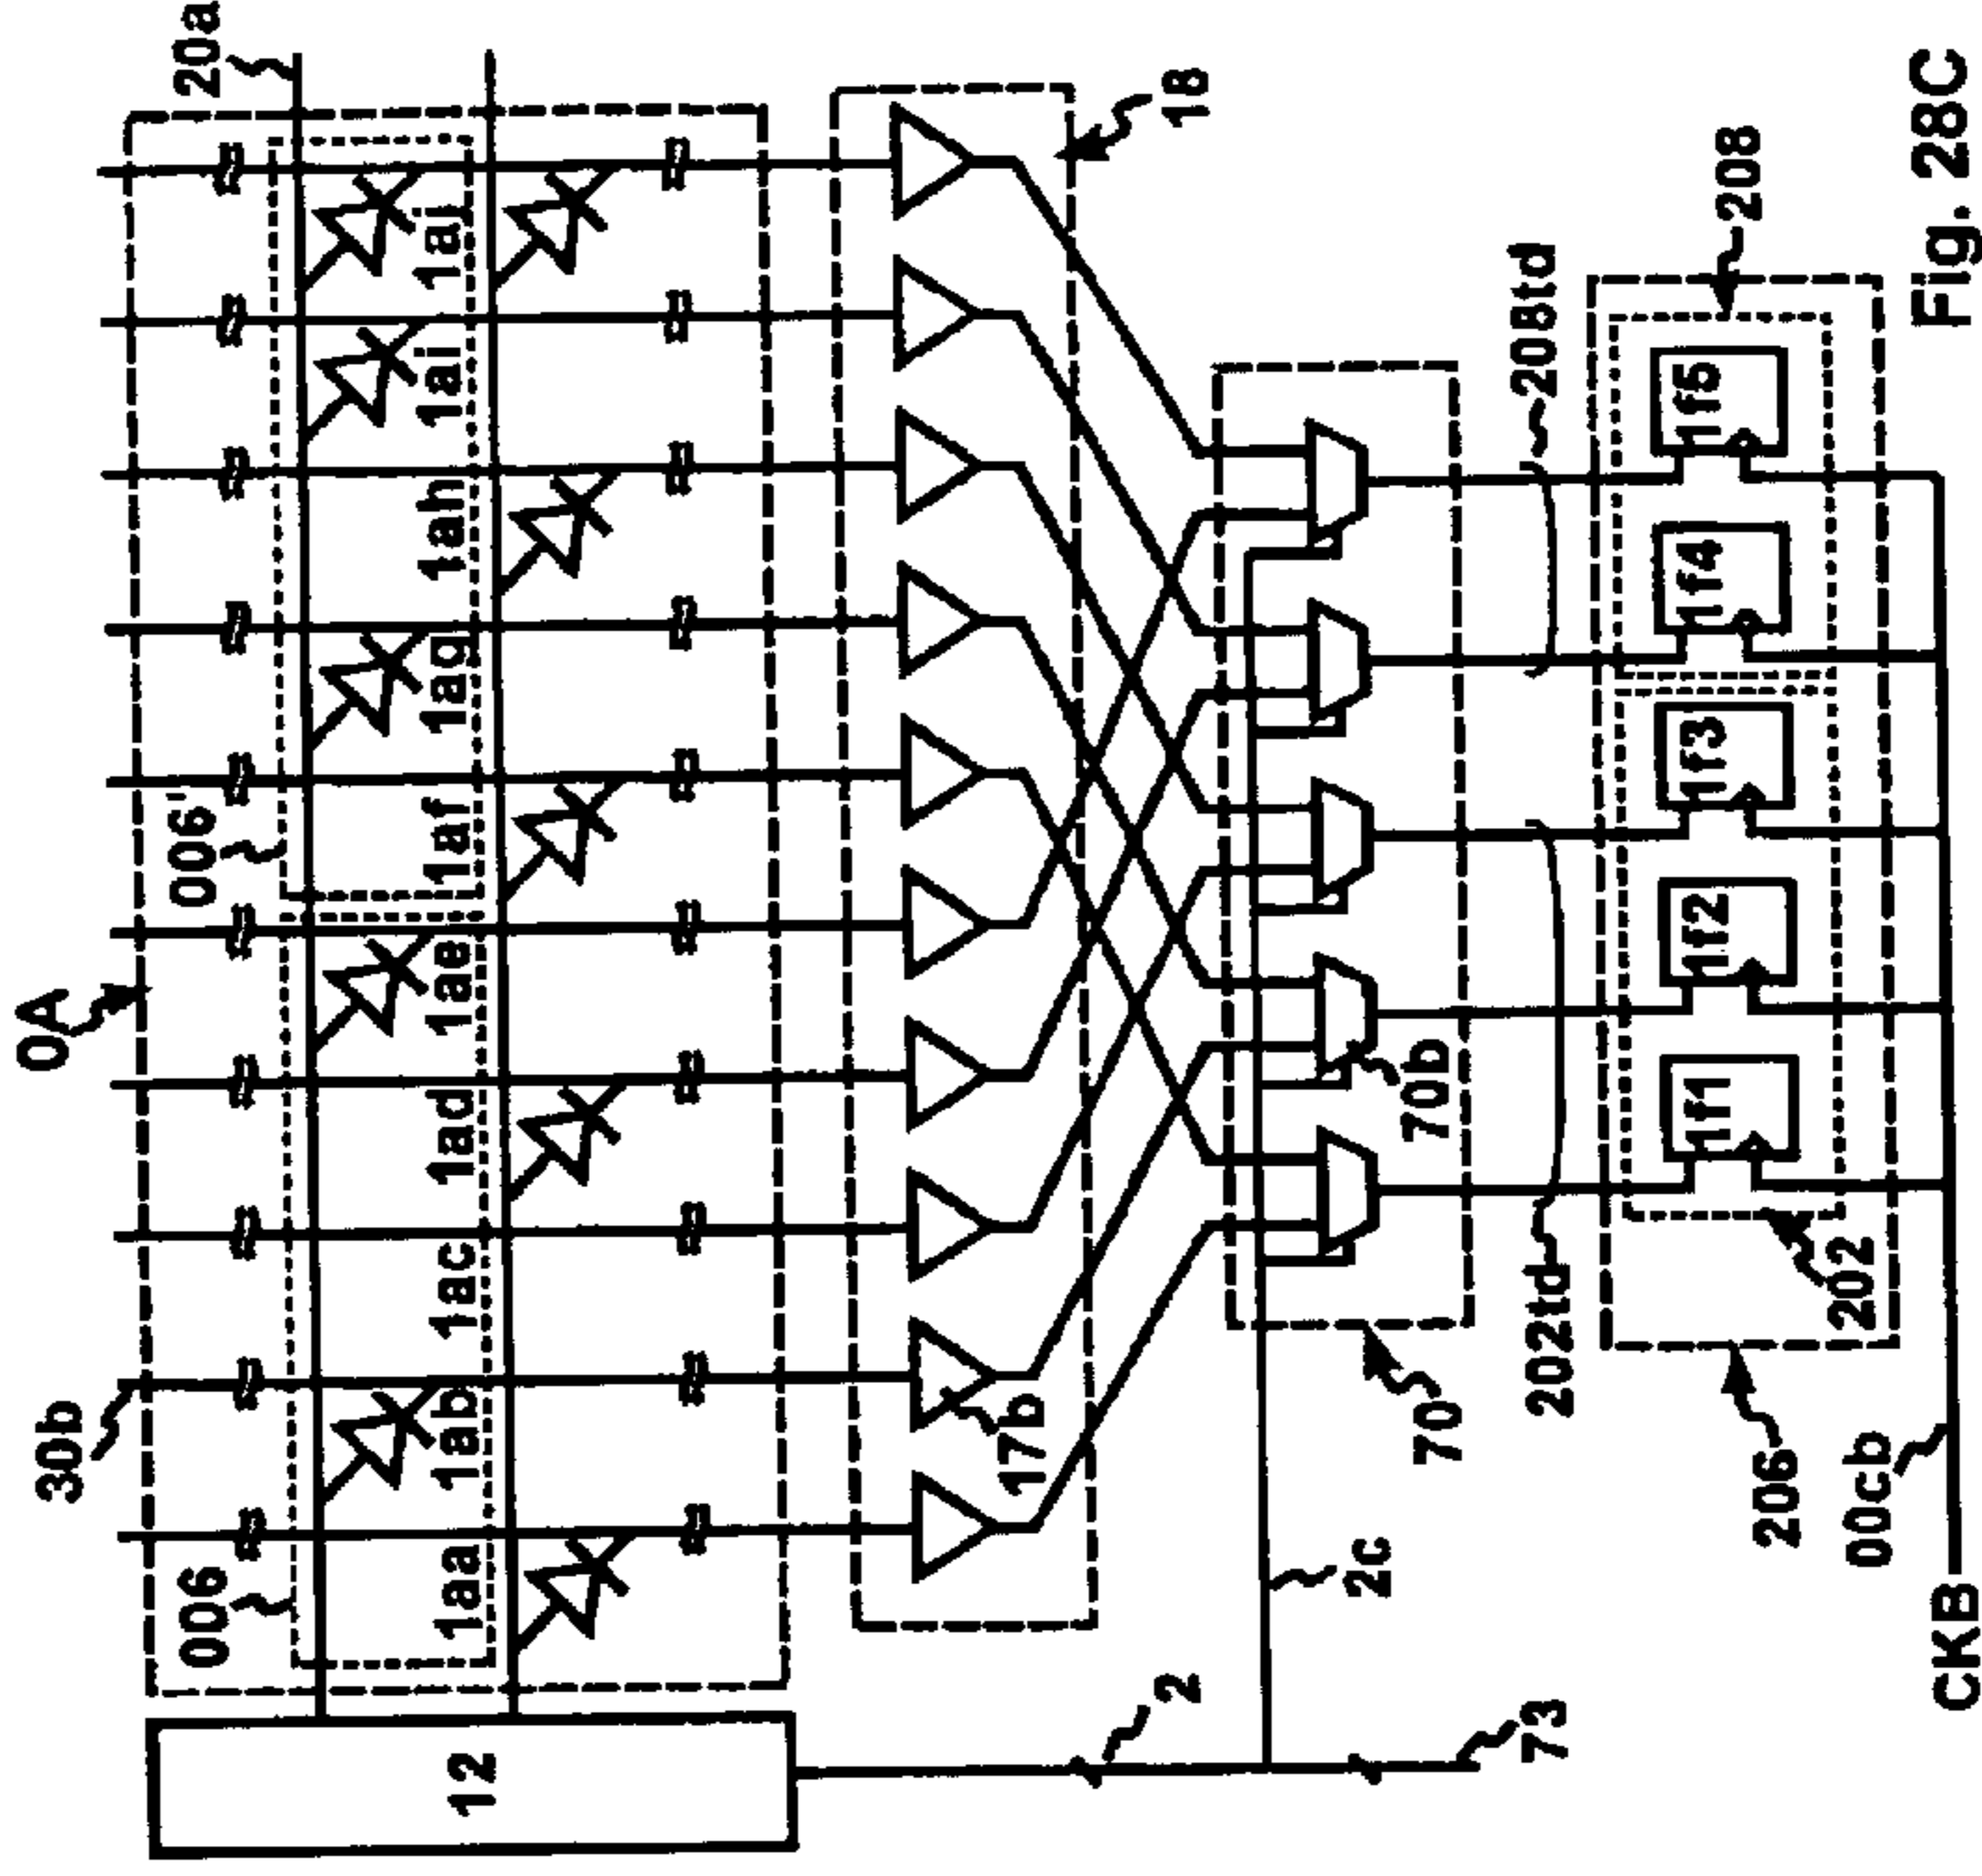 20a
0A
30b
006
006'
1aa
1ab
1ac
1ad
1ae
1af
1ag
1ah
1ai
1aj
12
18
17b
2
2c
73
70
70b
202td
208td
206
202
208
1f1
1f2
1f3
1f4
1f5
00cb
CKB
Fig. 28C